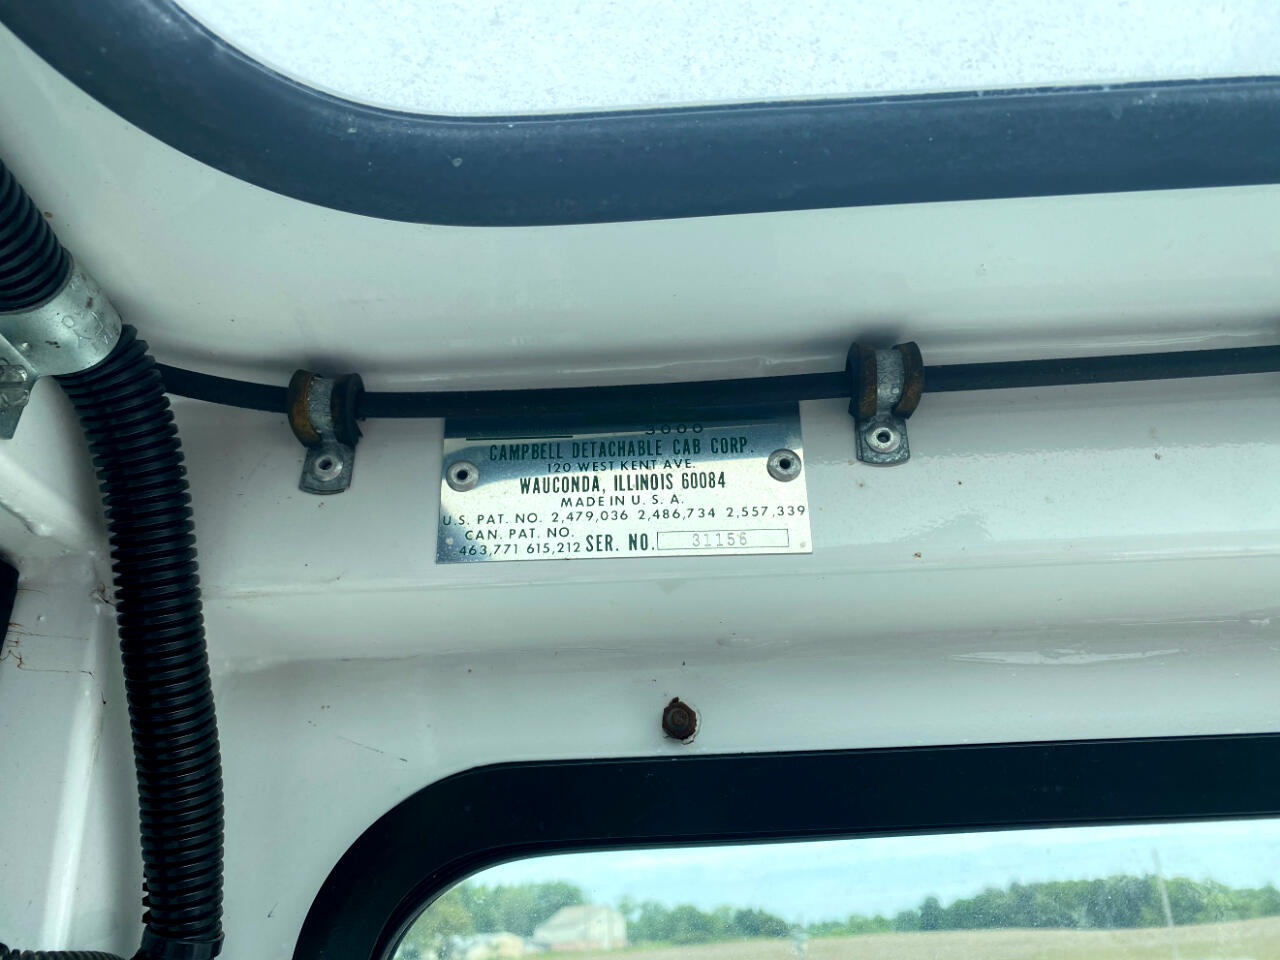 3000
CAMPBELL DETACHABLE CAB CORP.
120 WEST KENT AVE.
WAUCONDA, ILLINOIS 60084
MADE IN U. S. A.
U.S. PAT. NO. 2,479,036 2,486,734 2,557,339
CAN. PAT. NO.
463,771 615,212 SER. NO. 31156